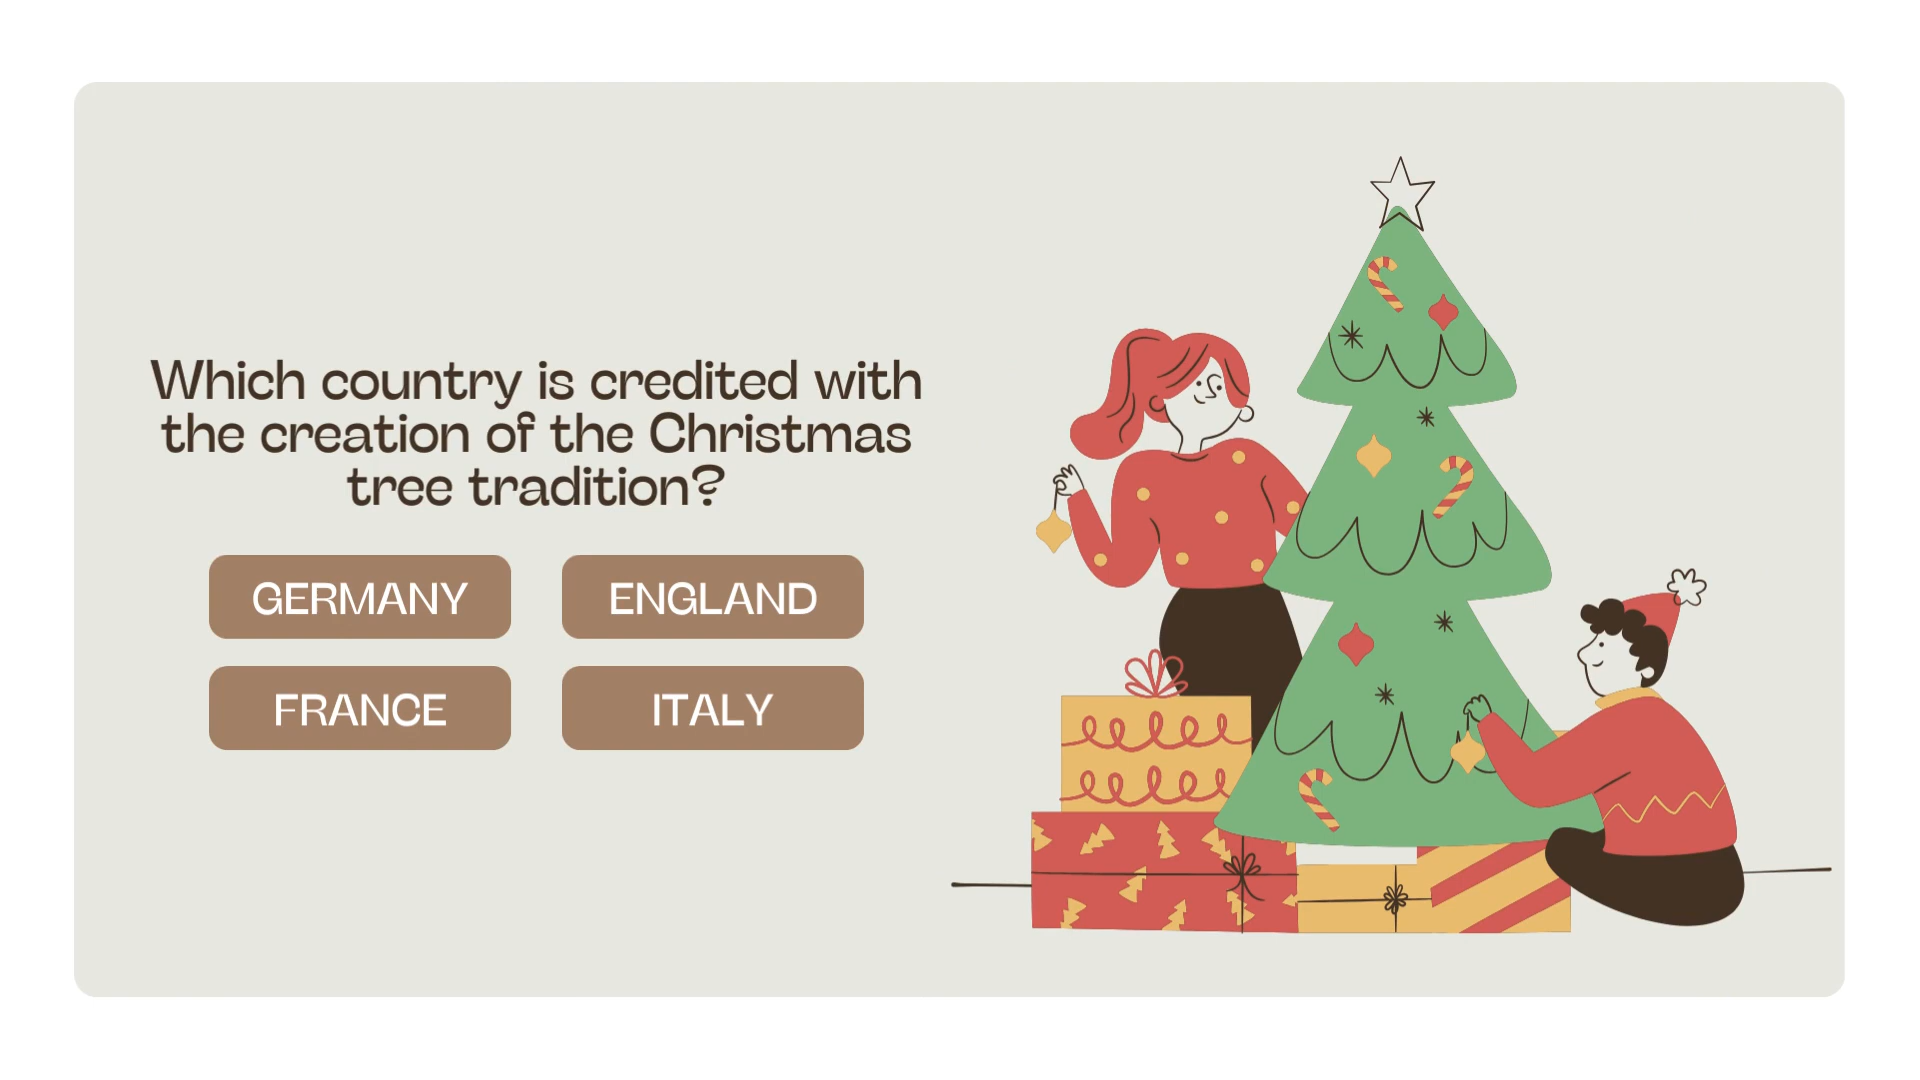 Which country is credited with
the creation of the Christmas
tree tradition?
GERMANY
ENGLAND
FRANCE
ITALY